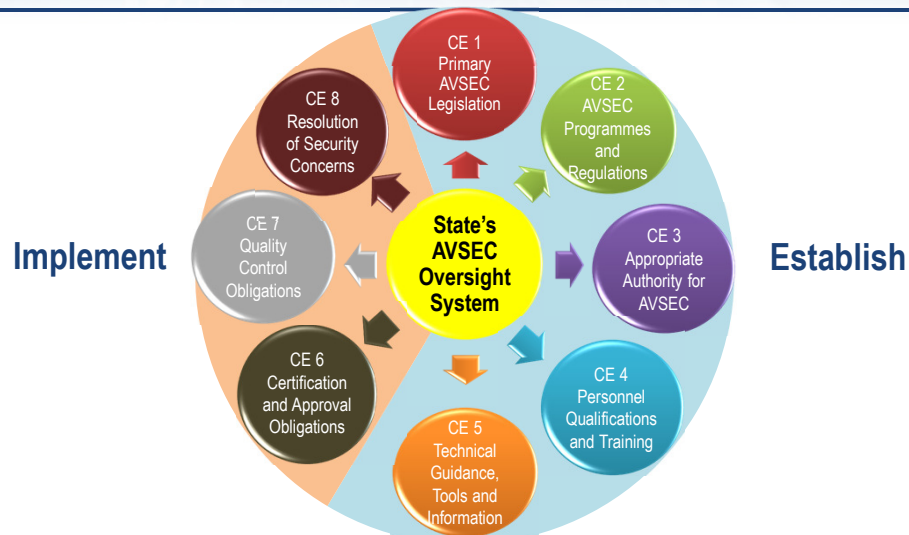 CE 1
Primary
AVSEC
Legislation
CE 2
AVSEC
Programmes
and
Regulations
CE 3
Appropriate
Authority for
AVSEC
CE 4
Personnel
Qualifications
and Training
CE 5
Technical
Guidance,
Tools and
Information
CE 6
Certification
and Approval
Obligations
CE 7
Quality
Control
Obligations
CE 8
Resolution
of Security
Concerns
State's
AVSEC
Oversight
System
Implement
Establish